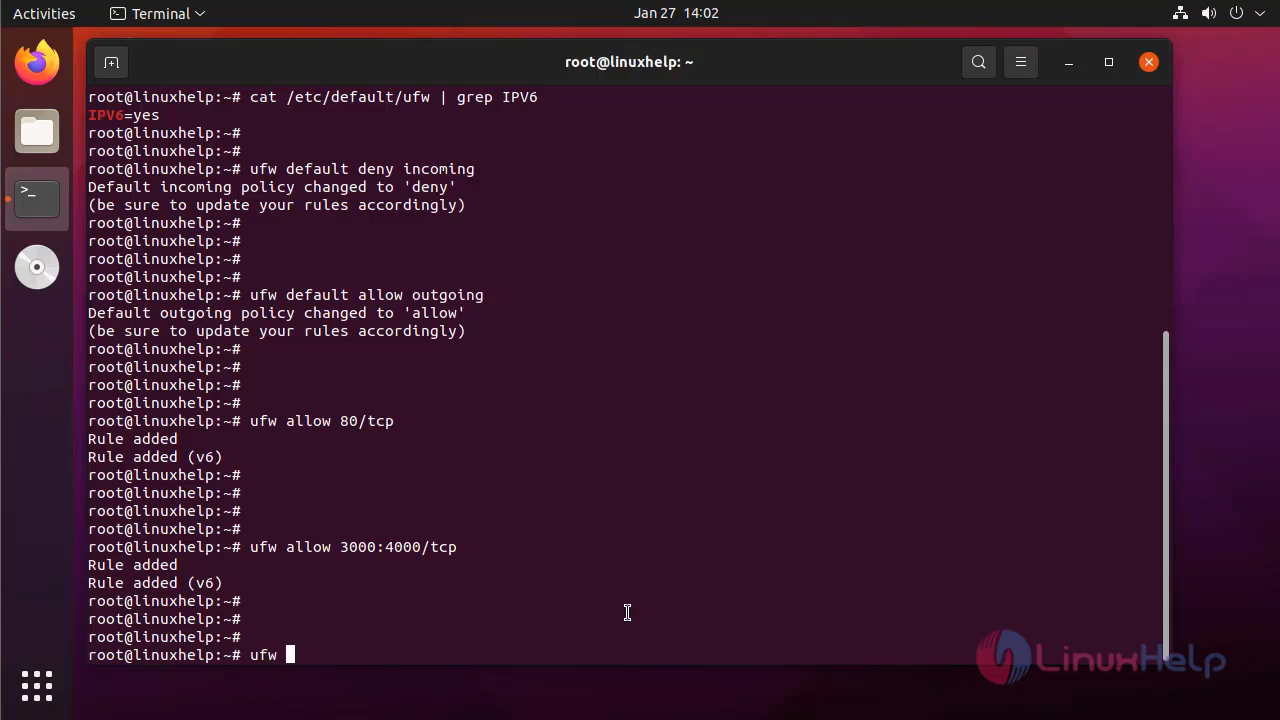 Activities Terminal Jan 27 14:02
root@linuxhelp: ~
root@linuxhelp:~# cat /etc/default/ufw | grep IPV6
IPV6=yes
root@linuxhelp:~#
root@linuxhelp:~#
root@linuxhelp:~# ufw default deny incoming
Default incoming policy changed to 'deny'
(be sure to update your rules accordingly)
root@linuxhelp:~#
root@linuxhelp:~#
root@linuxhelp:~#
root@linuxhelp:~#
root@linuxhelp:~# ufw default allow outgoing
Default outgoing policy changed to 'allow'
(be sure to update your rules accordingly)
root@linuxhelp:~#
root@linuxhelp:~#
root@linuxhelp:~#
root@linuxhelp:~#
root@linuxhelp:~# ufw allow 80/tcp
Rule added
Rule added (v6)
root@linuxhelp:~#
root@linuxhelp:~#
root@linuxhelp:~#
root@linuxhelp:~#
root@linuxhelp:~# ufw allow 3000:4000/tcp
Rule added
Rule added (v6)
root@linuxhelp:~#
root@linuxhelp:~#
root@linuxhelp:~#
root@linuxhelp:~# ufw
LinuxHelp